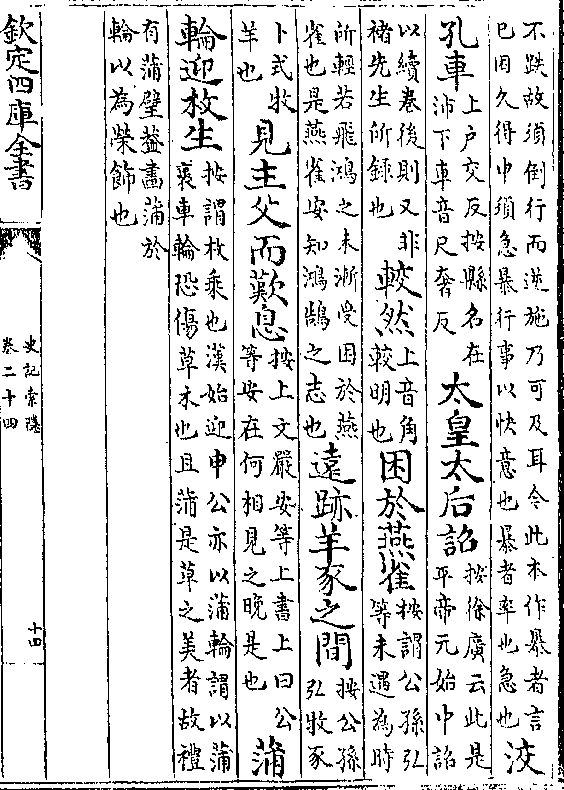 不跌故須倒行而逆施乃可及耳今此本作暴者言
已困久得申須急暴行事以快意也暴者率也急也
洨
孔車
上户交反按縣名在
沛下車音尺奢反
太皇太后詔
按徐廣云此是
平帝元始中詔
以續卷後則又非
褚先生所録也
較然
上音角
較明也
困於燕雀
按謂公孫弘
等未遇為時
所輕若飛鴻之未漸受困於燕
雀也是燕雀安知鴻鵠之志也
遠跡羊豕之間
按公孫
弘牧豕
卜式牧
羊也
見主父而歎息
按上文嚴安等上書上曰公
等安在何相見之晚是也
蒲
輪迎枚生
按謂枚乘也漢始迎申公亦以蒲輪謂以蒲
裹車輪恐傷草木也且蒲是草之美者故禮
有蒲璧蓋畫蒲於
輪以為榮飾也
欽定四庫全書
史記索隱
卷二十四
十四